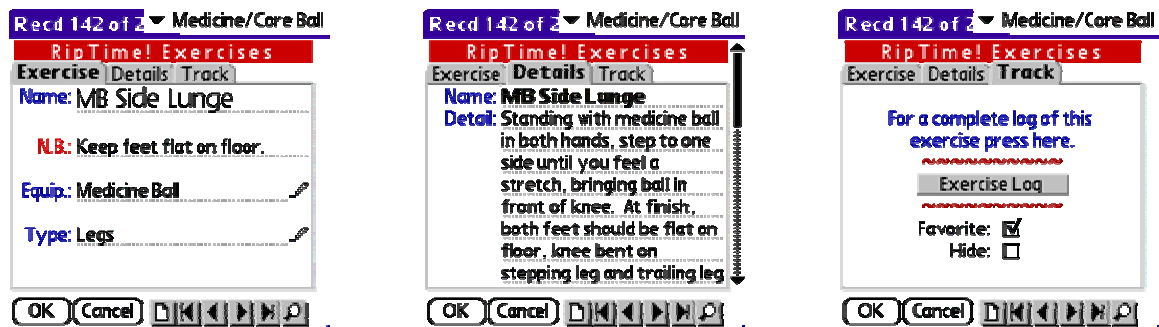 Recd 142 of 2 Medicine/Core Ball
RipTime! Exercises
Exercise Details Track
Name: MB Side Lunge
N.B.: Keep feet flat on floor.
Equip.: Medicine Ball
Type: Legs
OK Cancel
Recd 142 of 2 Medicine/Core Ball
RipTime! Exercises
Exercise Details Track
Name: MB Side Lunge
Detail: Standing with medicine ball
in both hands, step to one
side until you feel a
stretch, bringing ball in
front of knee. At finish,
both feet should be flat on
floor, knee bent on
stepping leg and trailing leg
OK Cancel
Recd 142 of 2 Medicine/Core Ball
RipTime! Exercises
Exercise Details Track
For a complete log of this
exercise press here.
Exercise Log
Favorite:
Hide:
OK Cancel